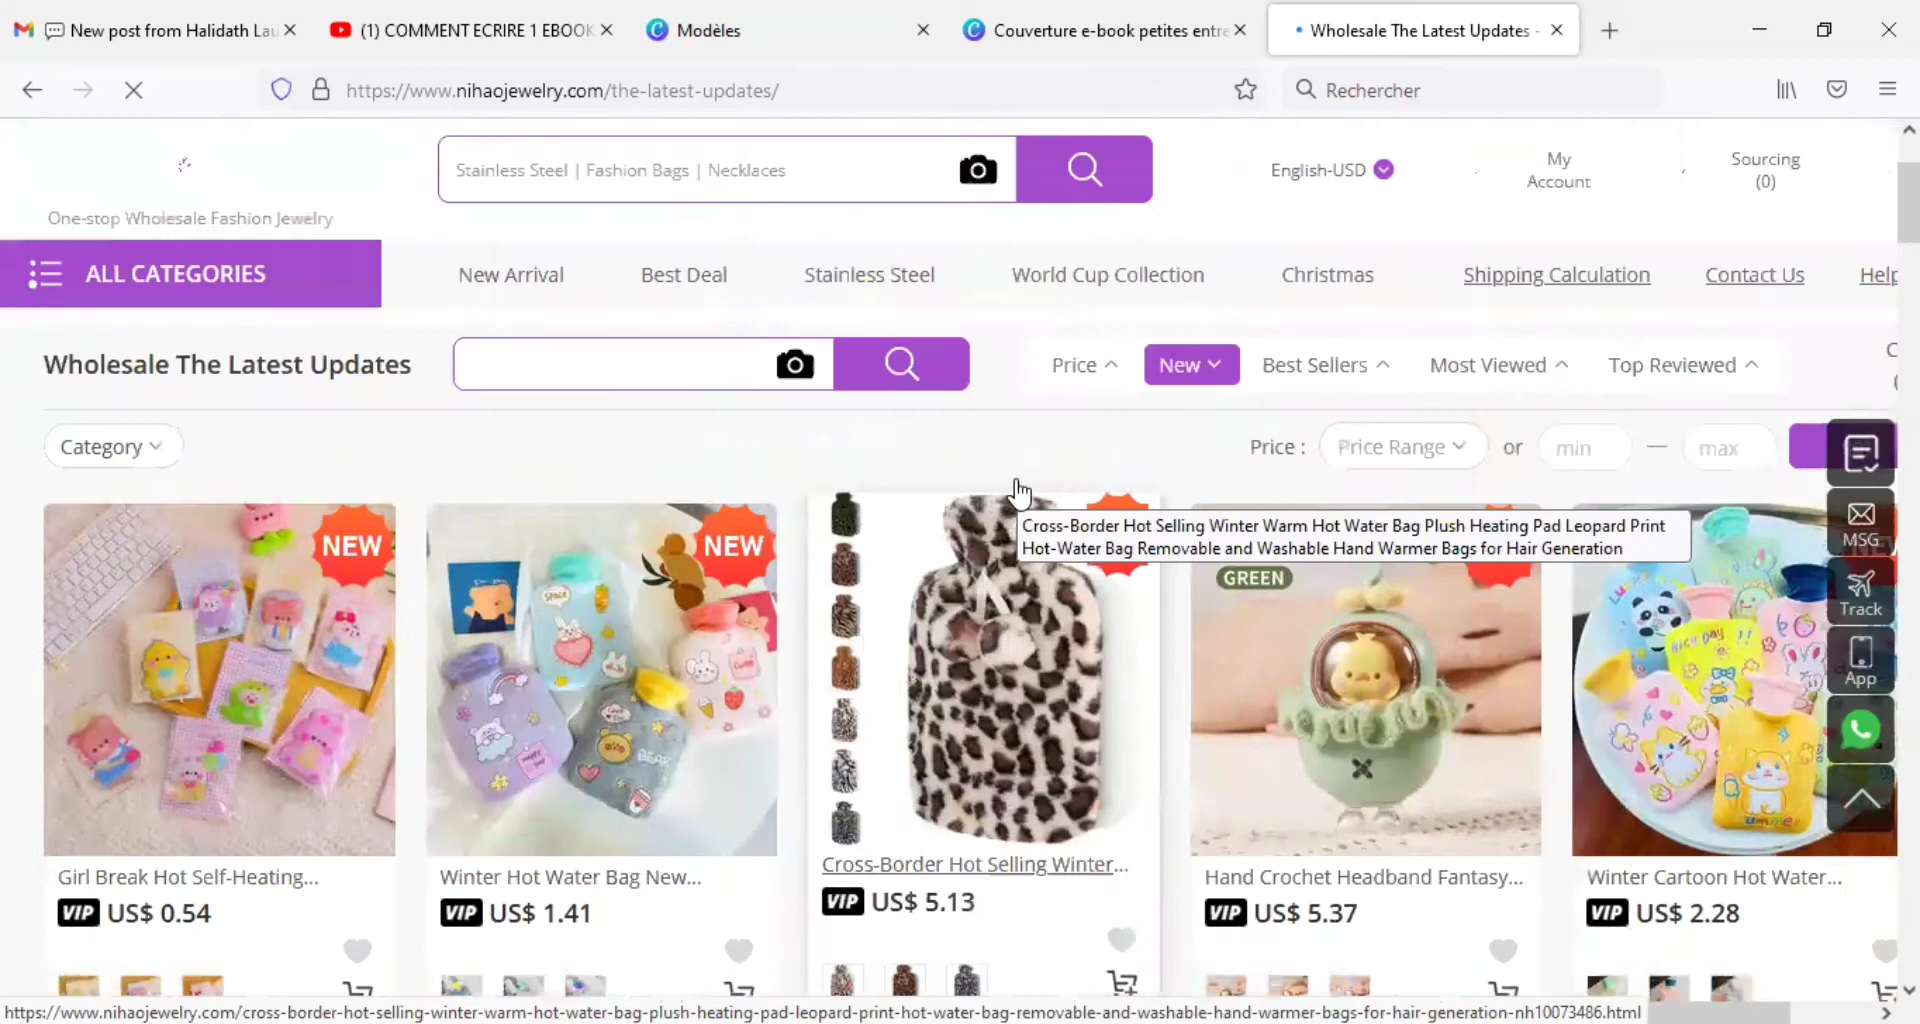 New post from Halidath Lau
(1) COMMENT ECRIRE 1 EBOOK
Modèles
Couverture e-book petites entre
Wholesale The Latest Updates -
https://www.nihaojewelry.com/the-latest-updates/
Rechercher
Stainless Steel | Fashion Bags | Necklaces
English-USD
My Account
Sourcing (0)
One-stop Wholesale Fashion Jewelry
ALL CATEGORIES
New Arrival
Best Deal
Stainless Steel
World Cup Collection
Christmas
Shipping Calculation
Contact Us
Help
Wholesale The Latest Updates
Price
New
Best Sellers
Most Viewed
Top Reviewed
Category
Price :
Price Range
or
min
—
max
NEW
NEW
Cross-Border Hot Selling Winter Warm Hot Water Bag Plush Heating Pad Leopard Print
Hot-Water Bag Removable and Washable Hand Warmer Bags for Hair Generation
GREEN
MSG
Track
App
Girl Break Hot Self-Heating...
VIP US$ 0.54
Winter Hot Water Bag New...
VIP US$ 1.41
Cross-Border Hot Selling Winter...
VIP US$ 5.13
Hand Crochet Headband Fantasy...
VIP US$ 5.37
Winter Cartoon Hot Water...
VIP US$ 2.28
https://www.nihaojewelry.com/cross-border-hot-selling-winter-warm-hot-water-bag-plush-heating-pad-leopard-print-hot-water-bag-removable-and-washable-hand-warmer-bags-for-hair-generation-nh10073486.html